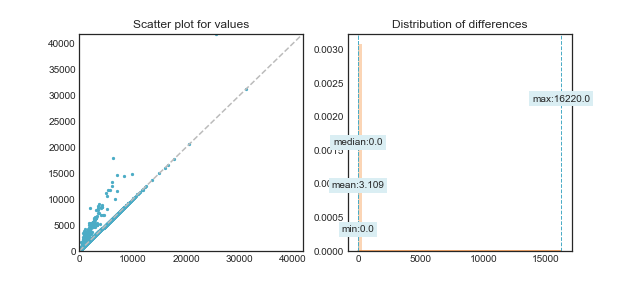 Scatter plot for values
40000
35000
30000
25000
20000
15000
10000
5000
0
0 10000 20000 30000 40000
Distribution of differences
0.0030
0.0025
0.0020
0.0005
0.0000
max:16220.0
median:0.0
mean:3.109
min:0.0
0 5000 10000 15000